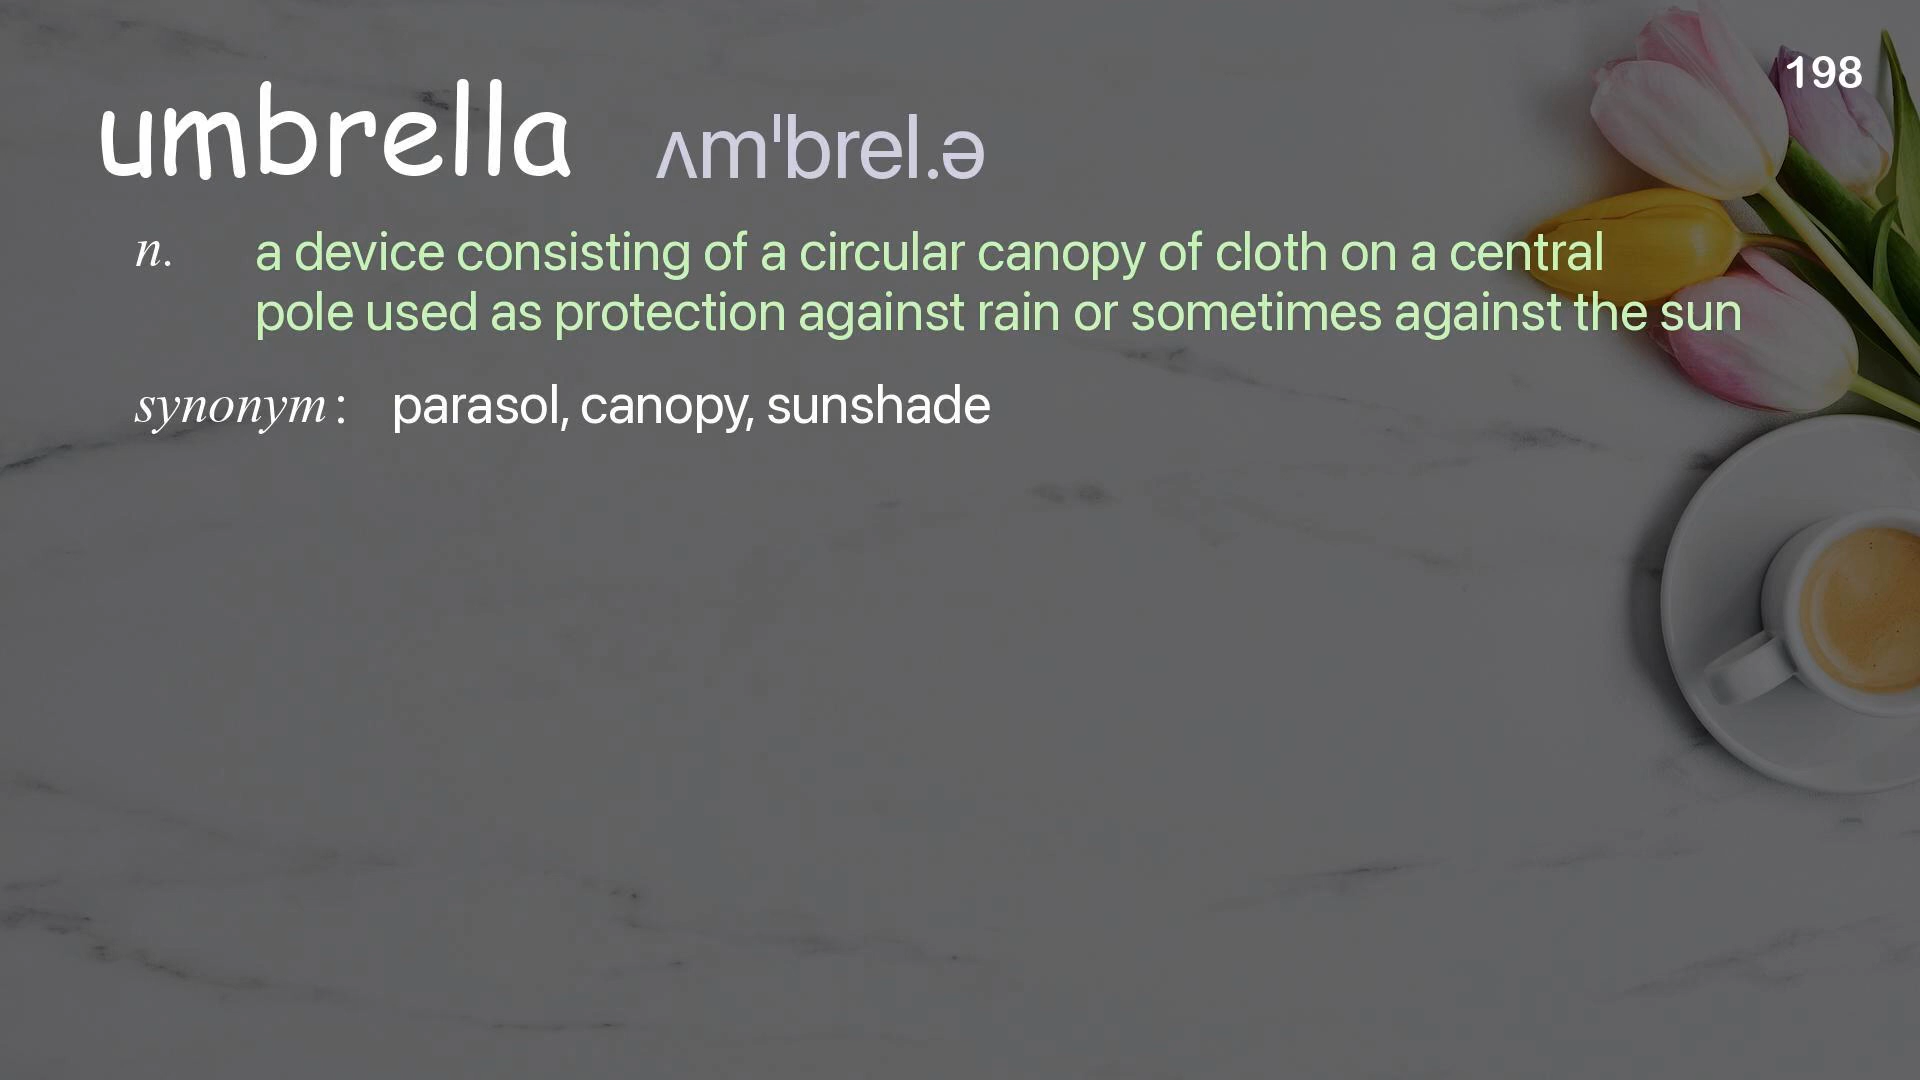 198
umbrella ʌmˈbrel.ə
n. a device consisting of a circular canopy of cloth on a central
pole used as protection against rain or sometimes against the sun
synonym: parasol, canopy, sunshade